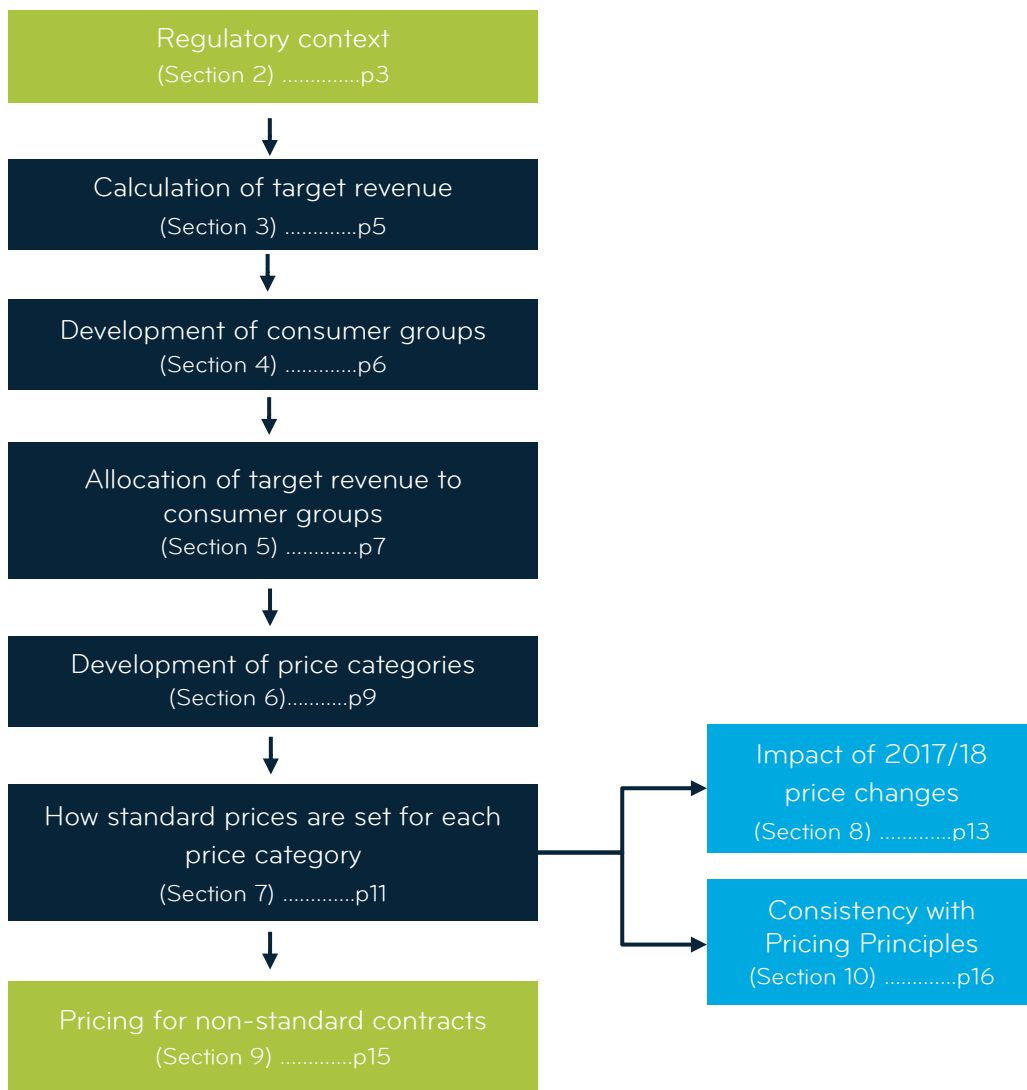 Regulatory context
(Section 2) ..............p3
Calculation of target revenue
(Section 3) .............p5
Development of consumer groups
(Section 4) .............p6
Allocation of target revenue to
consumer groups
(Section 5) .............p7
Development of price categories
(Section 6)...........p9
How standard prices are set for each
price category
(Section 7) .............p11
Impact of 2017/18
price changes
(Section 8) .............p13
Consistency with
Pricing Principles
(Section 10) .............p16
Pricing for non-standard contracts
(Section 9) .............p15